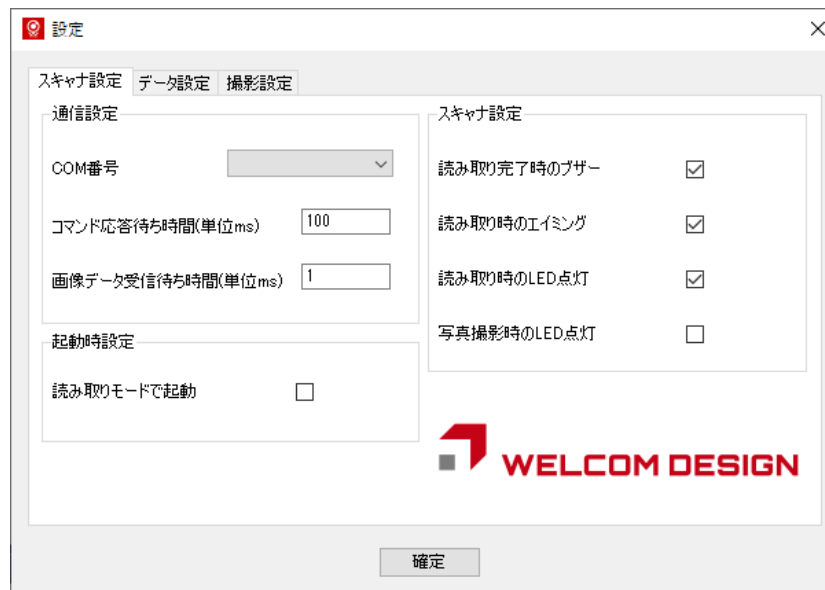 設定
スキャナ設定 データ設定 撮影設定
通信設定
COM番号
コマンド応答待ち時間(単位ms) 100
画像データ受信待ち時間(単位ms) 1
起動時設定
読み取りモードで起動
スキャナ設定
読み取り完了時のブザー
読み取り時のエイミング
読み取り時のLED点灯
写真撮影時のLED点灯
WELCOM DESIGN
確定